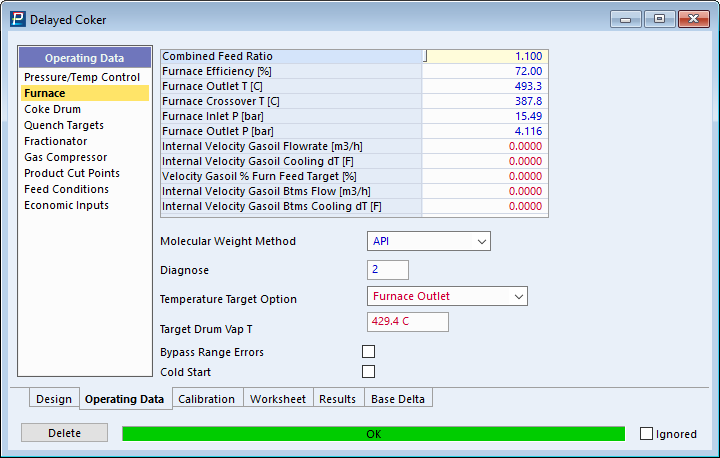 Delayed Coker
Operating Data
Pressure/Temp Control
Furnace
Coke Drum
Quench Targets
Fractionator
Gas Compressor
Product Cut Points
Feed Conditions
Economic Inputs
Combined Feed Ratio 1.100
Furnace Efficiency [%] 72.00
Furnace Outlet T [C] 493.3
Furnace Crossover T [C] 387.8
Furnace Inlet P [bar] 15.49
Furnace Outlet P [bar] 4.116
Internal Velocity Gasoil Flowrate [m3/h] 0.0000
Internal Velocity Gasoil Cooling dT [F] 0.0000
Velocity Gasoil % Furn Feed Target [%] 0.0000
Internal Velocity Gasoil Btms Flow [m3/h] 0.0000
Internal Velocity Gasoil Btms Cooling dT [F] 0.0000
Molecular Weight Method API
Diagnose 2
Temperature Target Option Furnace Outlet
Target Drum Vap T 429.4 C
Bypass Range Errors
Cold Start
Design Operating Data Calibration Worksheet Results Base Delta
Delete OK Ignored